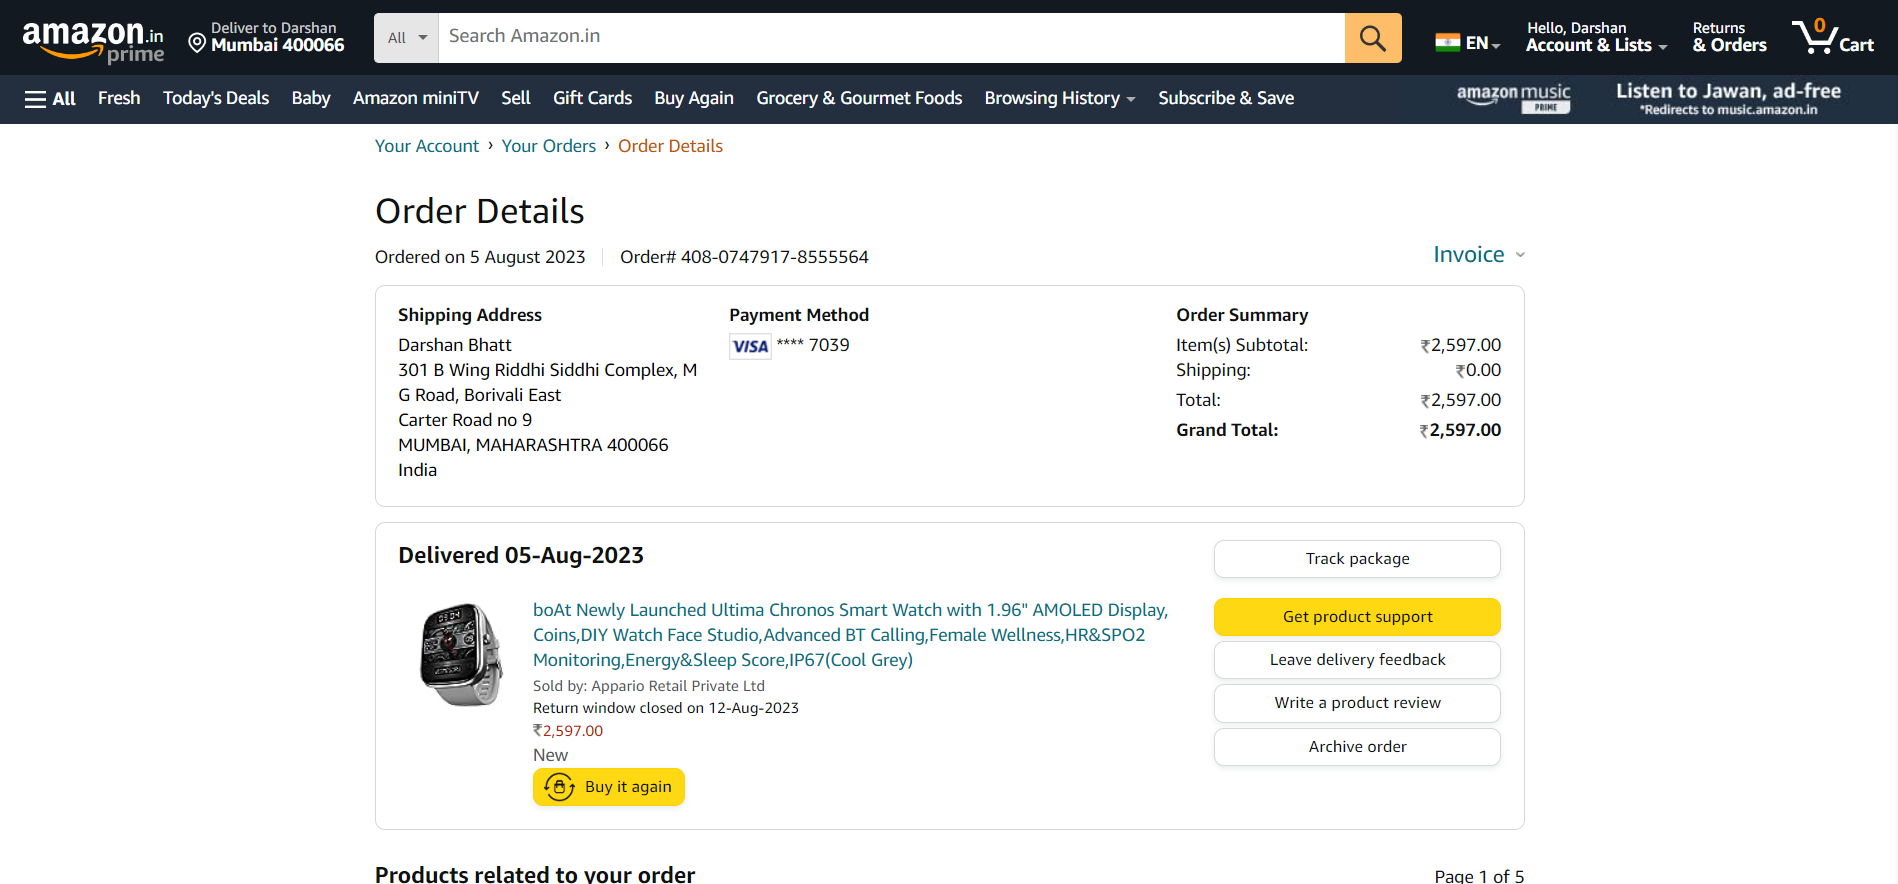 amazon.in
prime
Deliver to Darshan
Mumbai 400066
All
Search Amazon.in
EN
Hello, Darshan
Account & Lists
Returns
& Orders
0
Cart
All
Fresh
Today's Deals
Baby
Amazon miniTV
Sell
Gift Cards
Buy Again
Grocery & Gourmet Foods
Browsing History
Subscribe & Save
amazon music
PRIME
Listen to Jawan, ad-free
*Redirects to music.amazon.in
Your Account › Your Orders › Order Details
Order Details
Ordered on 5 August 2023
Order# 408-0747917-8555564
Invoice
Shipping Address
Darshan Bhatt
301 B Wing Riddhi Siddhi Complex, M
G Road, Borivali East
Carter Road no 9
MUMBAI, MAHARASHTRA 400066
India
Payment Method
VISA **** 7039
Order Summary
Item(s) Subtotal: ₹2,597.00
Shipping: ₹0.00
Total: ₹2,597.00
Grand Total: ₹2,597.00
Delivered 05-Aug-2023
boAt Newly Launched Ultima Chronos Smart Watch with 1.96" AMOLED Display,
Coins,DIY Watch Face Studio,Advanced BT Calling,Female Wellness,HR&SPO2
Monitoring,Energy&Sleep Score,IP67(Cool Grey)
Sold by: Appario Retail Private Ltd
Return window closed on 12-Aug-2023
₹2,597.00
New
Buy it again
Track package
Get product support
Leave delivery feedback
Write a product review
Archive order
Products related to your order
Page 1 of 5